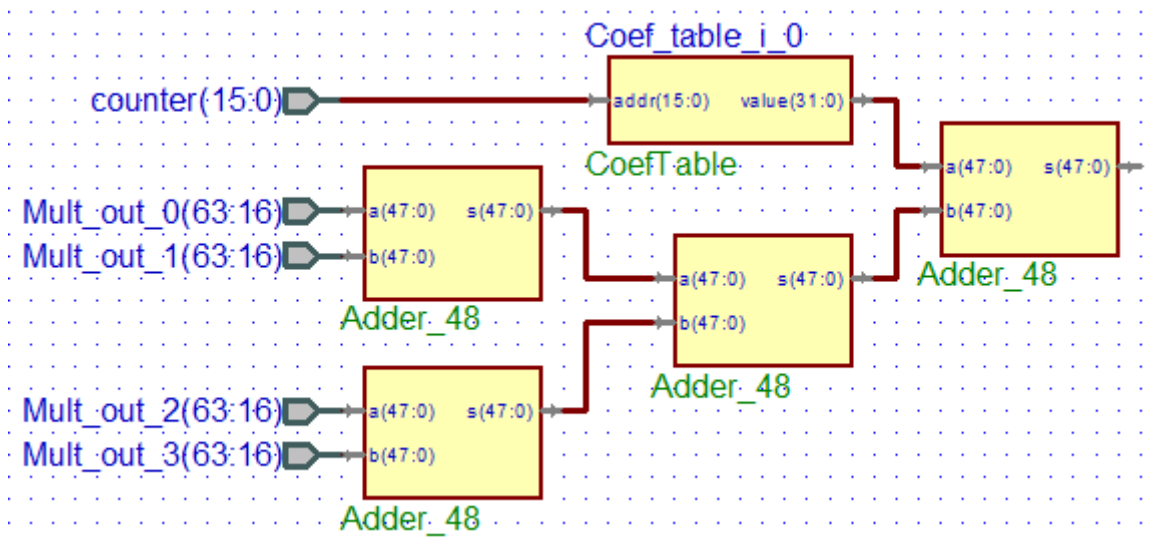 Coef_table_i_0
counter(15:0)
addr(15:0) value(31:0)
CoefTable
a(47:0) s(47:0)
b(47:0)
Adder_48
Mult_out_0(63:16)
Mult_out_1(63:16)
a(47:0) s(47:0)
b(47:0)
Adder_48
a(47:0) s(47:0)
b(47:0)
Adder_48
Mult_out_2(63:16)
Mult_out_3(63:16)
a(47:0) s(47:0)
b(47:0)
Adder_48